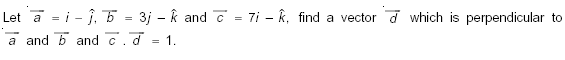 Let a⃗ = i − ĵ, b⃗ = 3j − k̂ and c⃗ = 7i − k̂, find a vector d⃗ which is perpendicular to
a⃗ and b⃗ and c⃗ . d⃗ = 1.